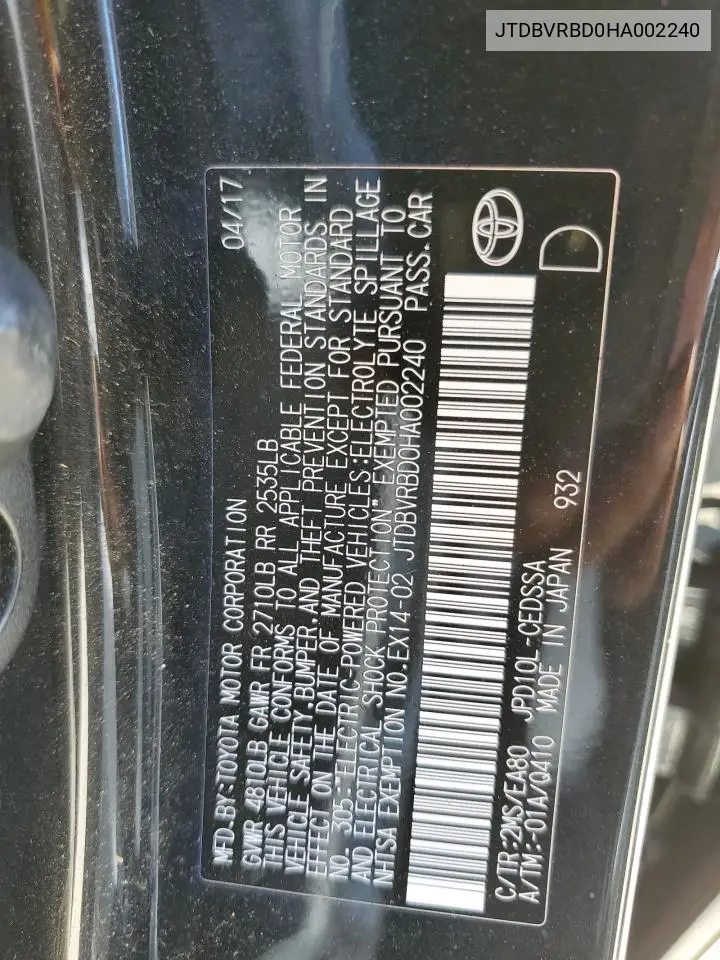 JTDBVRBD0HA002240
04/17
MFD.BY:TOYOTA MOTOR CORPORATION
GVWR 4810LB GAWR FR 2710LB RR 2535LB
THIS VEHICLE CONFORMS TO ALL APPLICABLE FEDERAL MOTOR
VEHICLE SAFETY,BUMPER,AND THEFT PREVENTION STANDARDS IN
EFFECT ON THE DATE OF MANUFACTURE EXCEPT FOR STANDARD
NO 305:"ELECTRIC-POWERED VEHICLES:ELECTROLYTE SPILLAGE
AND ELECTRICAL SHOCK PROTECTION" EXEMPTED PURSUANT TO
NHTSA EXEMPTION NO.EX14-02 JTDBVRBD0HA002240 PASS.CAR
D
C/TR:2MS/EA80 JPD10L-CEDSSA
A/TM:-01A/Q410 MADE IN JAPAN 932